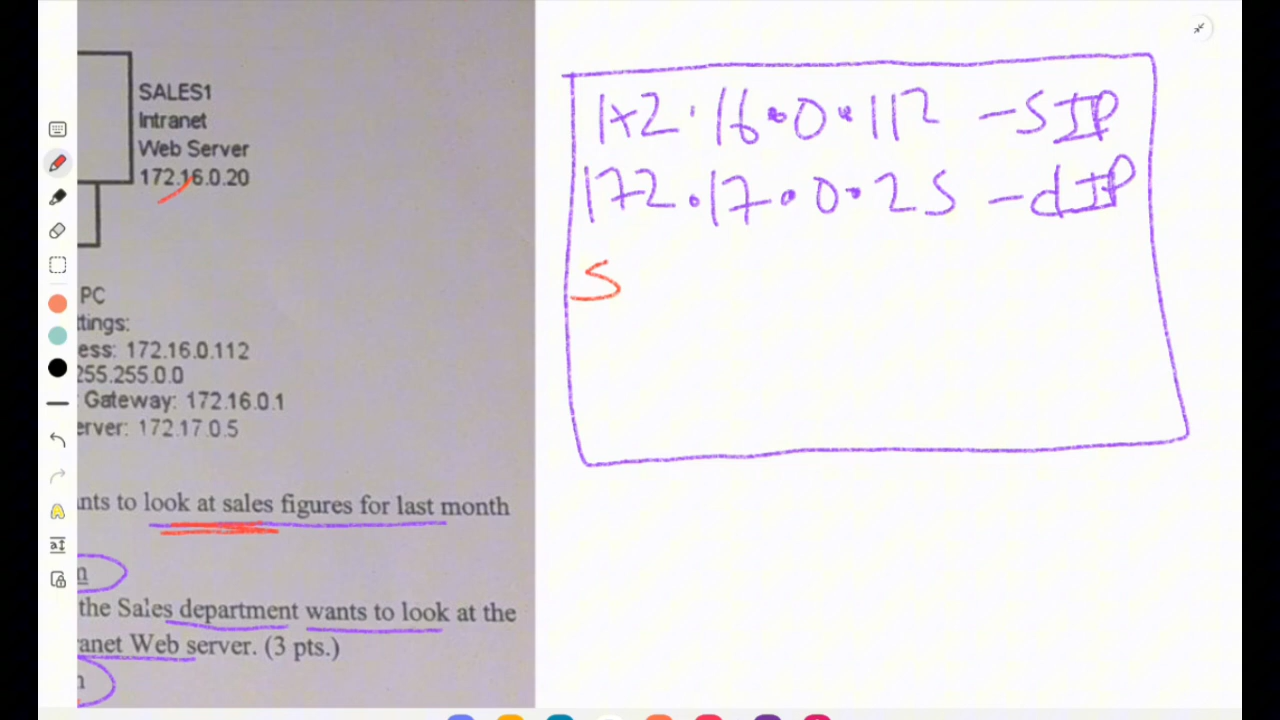 SALES1
Intranet
Web Server
172.16.0.20
PC
ttings:
ess: 172.16.0.112
255.255.0.0
Gateway: 172.16.0.1
erver: 172.17.0.5
nts to look at sales figures for last month
n
the Sales department wants to look at the
ranet Web server. (3 pts.)
n
172.16.0.112 - SIP
172.17.0.25 - dIP
S